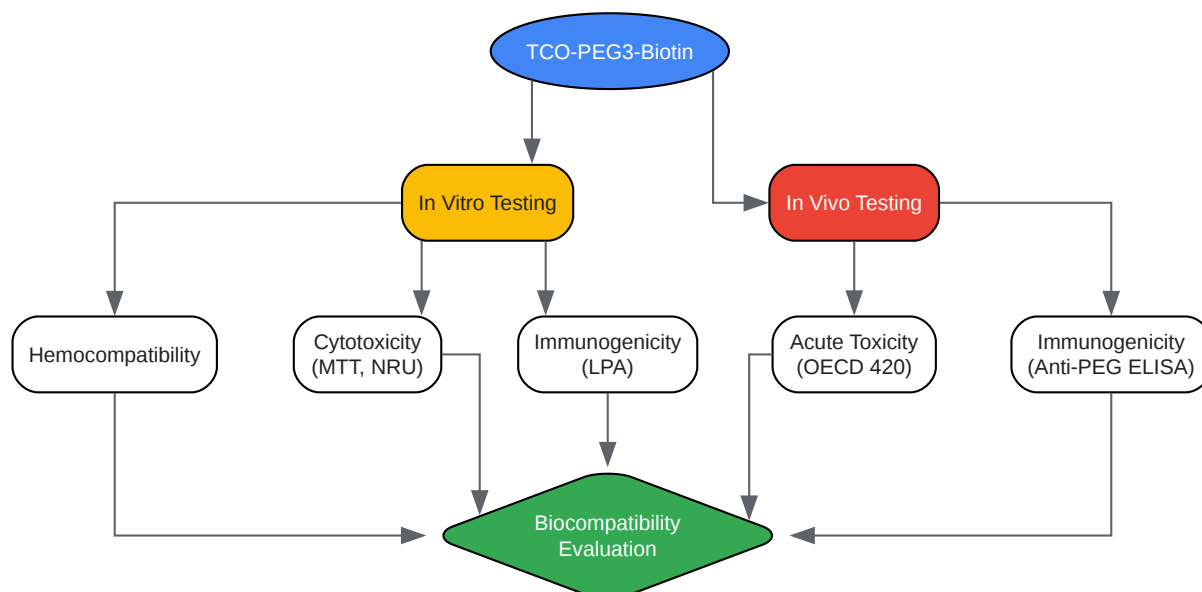 TCO-PEG3-Biotin
In Vitro Testing
In Vivo Testing
Hemocompatibility
Cytotoxicity
(MTT, NRU)
Immunogenicity
(LPA)
Acute Toxicity
(OECD 420)
Immunogenicity
(Anti-PEG ELISA)
Biocompatibility
Evaluation